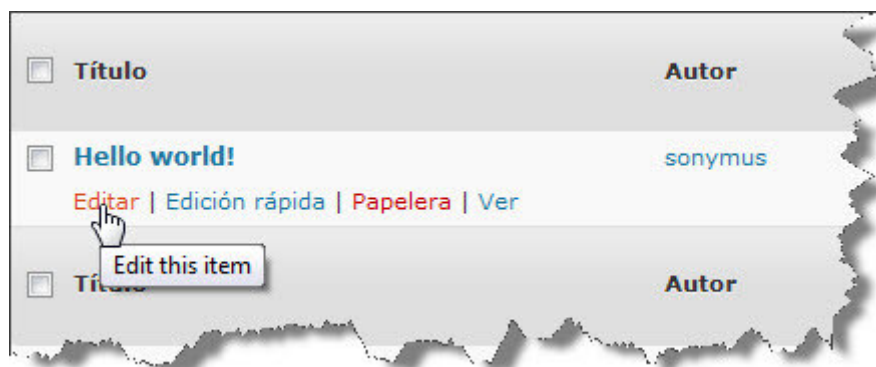 Título Autor
Hello world! sonymus
Editar | Edición rápida | Papelera | Ver
Edit this item
Título Autor